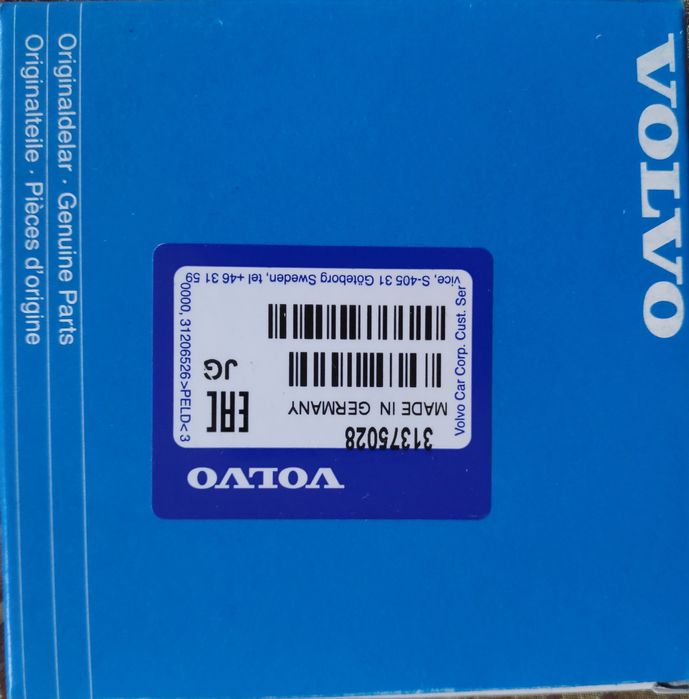 VOLVO
Originaldelar · Genuine Parts
Originalteile · Pièces d'origine
VOLVO
31375028
MADE IN GERMANY
EAC
JG
Volvo Car Corp. Cust. Ser
vice, S-405 31 Göteborg Sweden, tel +46 31 59
0000, 31206526>PELD<3